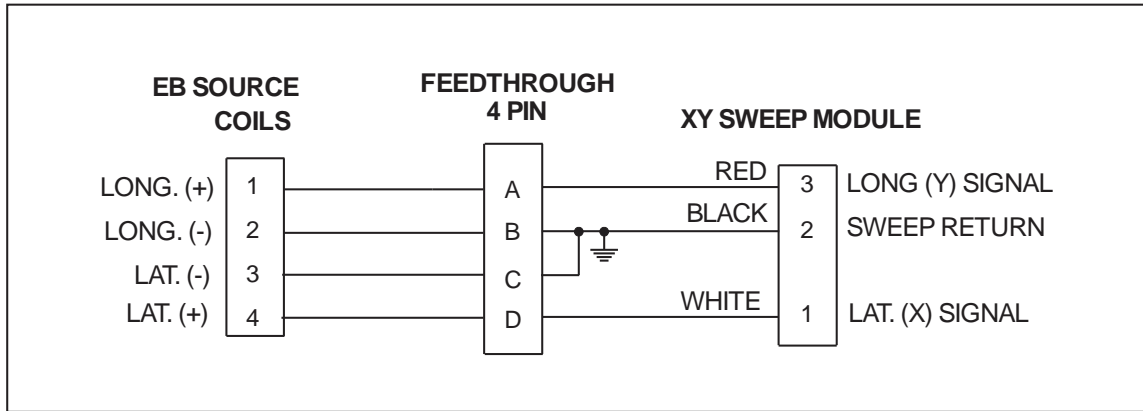 EB SOURCE
COILS
FEEDTHROUGH
4 PIN
XY SWEEP MODULE
LONG. (+) 1 A RED 3 LONG (Y) SIGNAL
LONG. (-) 2 B BLACK 2 SWEEP RETURN
LAT. (-) 3 C
LAT. (+) 4 D WHITE 1 LAT. (X) SIGNAL